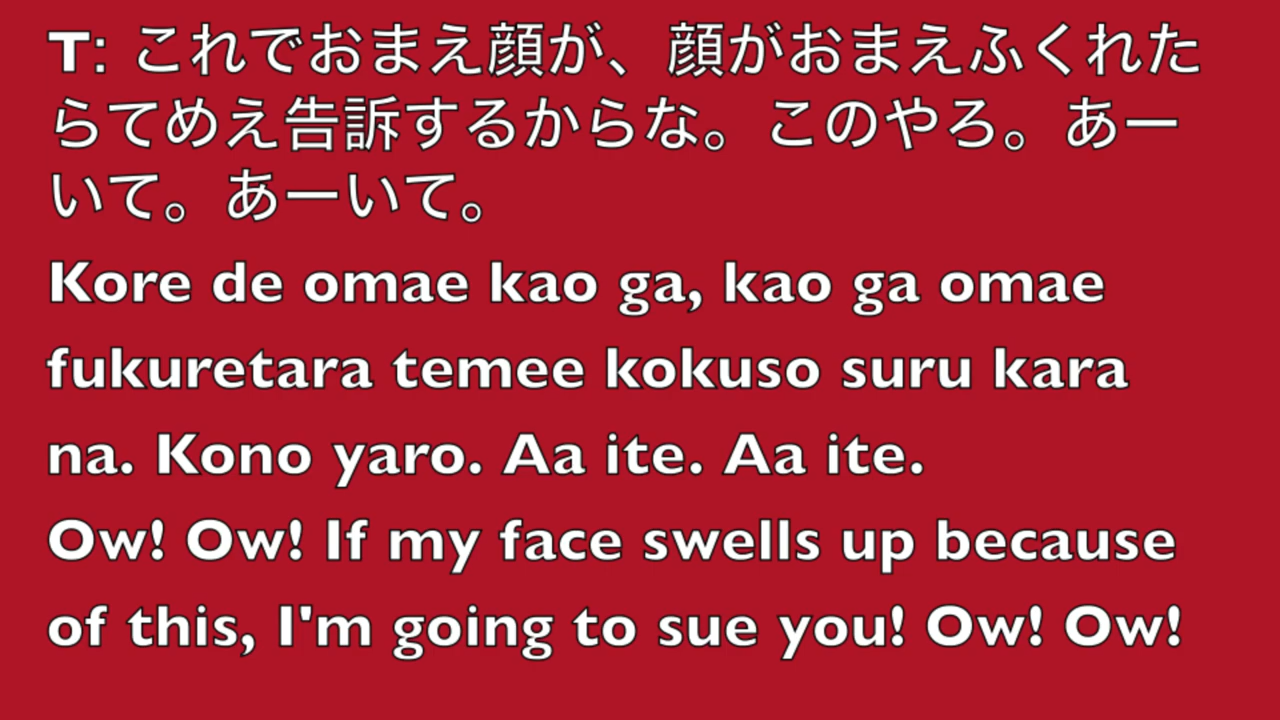 T: これでおまえ顔が、顔がおまえふくれた
らてめえ告訴するからな。このやろ。あー
いて。あーいて。
Kore de omae kao ga, kao ga omae
fukuretara temee kokuso suru kara
na. Kono yaro. Aa ite. Aa ite.
Ow! Ow! If my face swells up because
of this, I'm going to sue you! Ow! Ow!